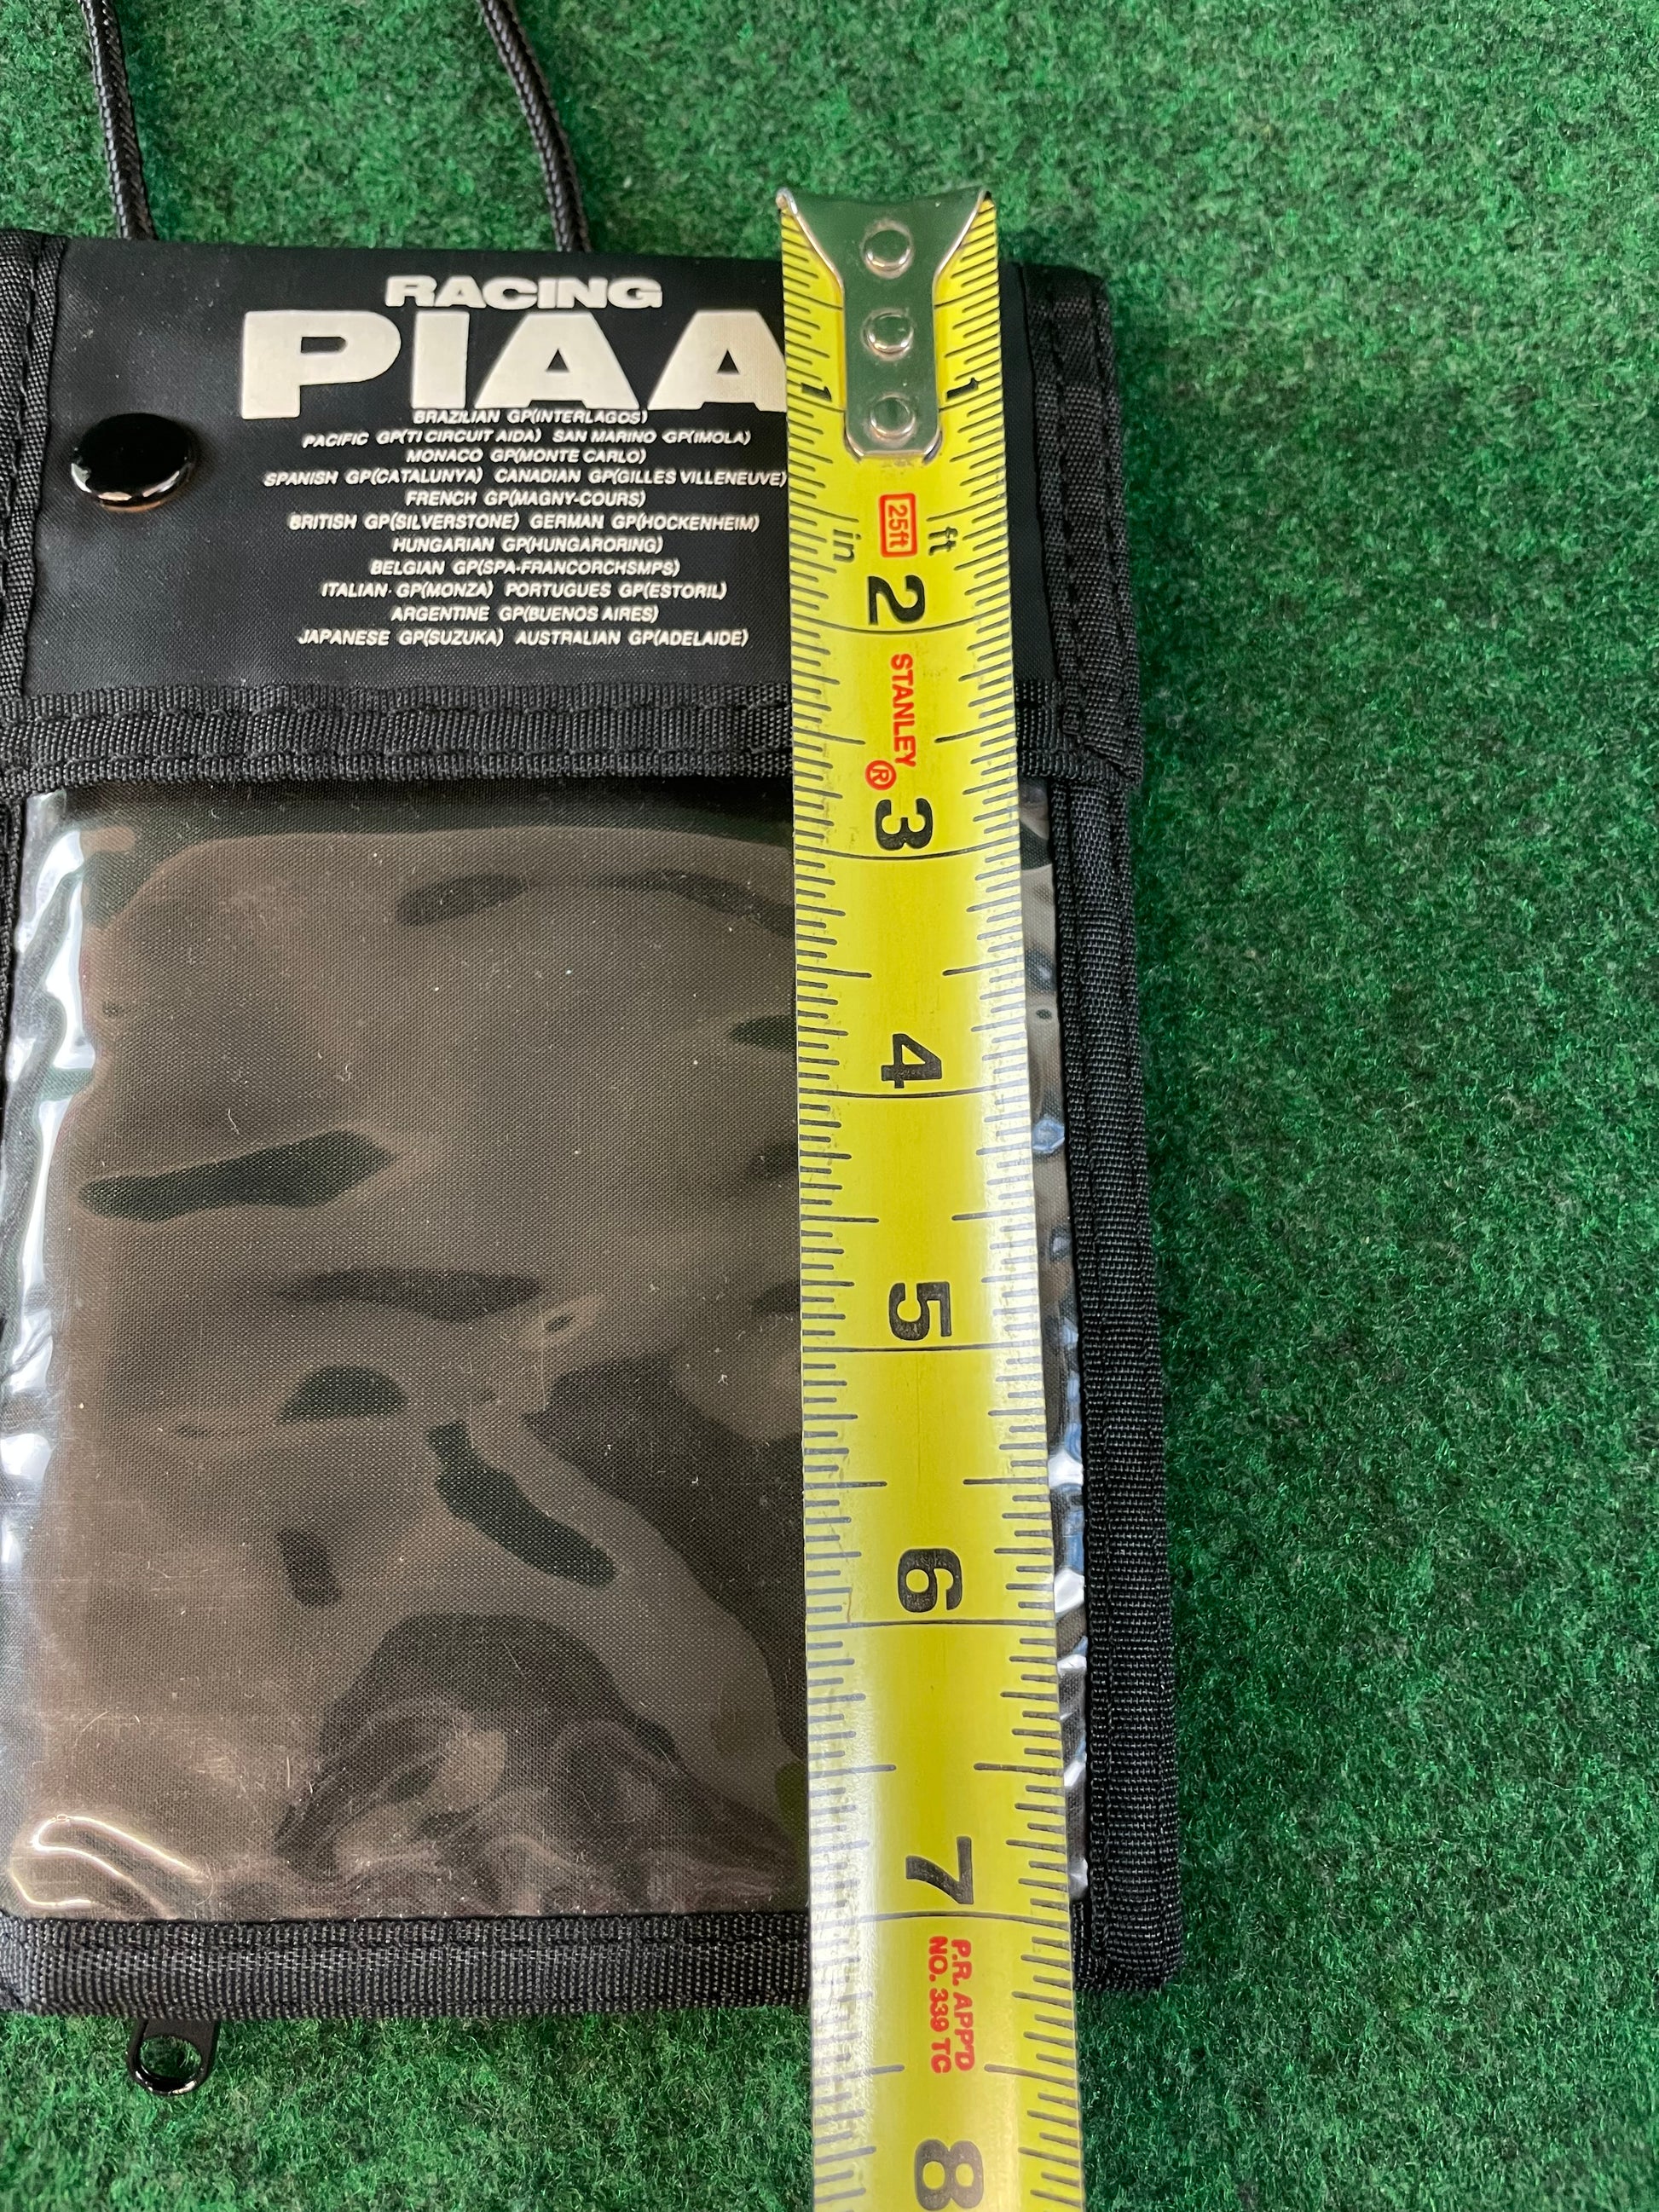 RACING
PIAA
BRAZILIAN GP(INTERLAGOS)
PACIFIC GP(TI CIRCUIT AIDA) SAN MARINO GP(IMOLA)
MONACO GP(MONTE CARLO)
SPANISH GP(CATALUNYA) CANADIAN GP(GILLES VILLENEUVE)
FRENCH GP(MAGNY-COURS)
BRITISH GP(SILVERSTONE) GERMAN GP(HOCKENHEIM)
HUNGARIAN GP(HUNGARORING)
BELGIAN GP(SPA-FRANCORCHSMPS)
ITALIAN GP(MONZA) PORTUGUES GP(ESTORIL)
ARGENTINE GP(BUENOS AIRES)
JAPANESE GP(SUZUKA) AUSTRALIAN GP(ADELAIDE)
1 1
in 25ft ft
2
STANLEY®
3
4
5
6
7
P.R. APP'D
NO. 339 TC
8